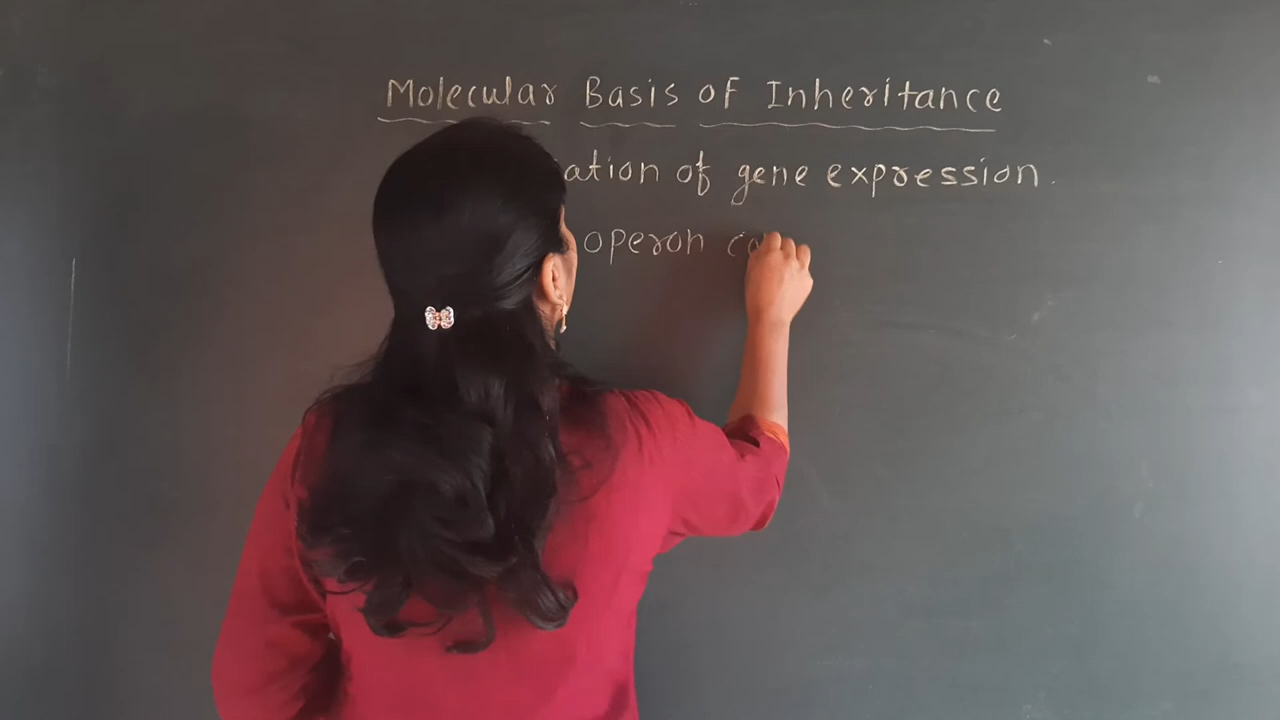 Molecular Basis of Inheritance
ation of gene expression.
operon